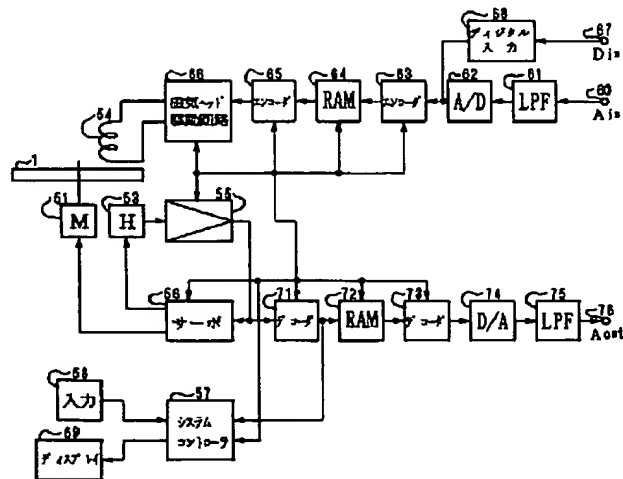 68
ディジタル
入力
67
Din
66
磁気ヘッド
駆動回路
65
エンコーダ
64
RAM
63
エンコーダ
62
A/D
61
LPF
60
Ain
54
1
51
M
53
H
55
56
サーボ
71
デコーダ
72
RAM
73
デコーダ
74
D/A
75
LPF
76
Aout
58
入力
57
システム
コントローラ
59
ディスプレイ